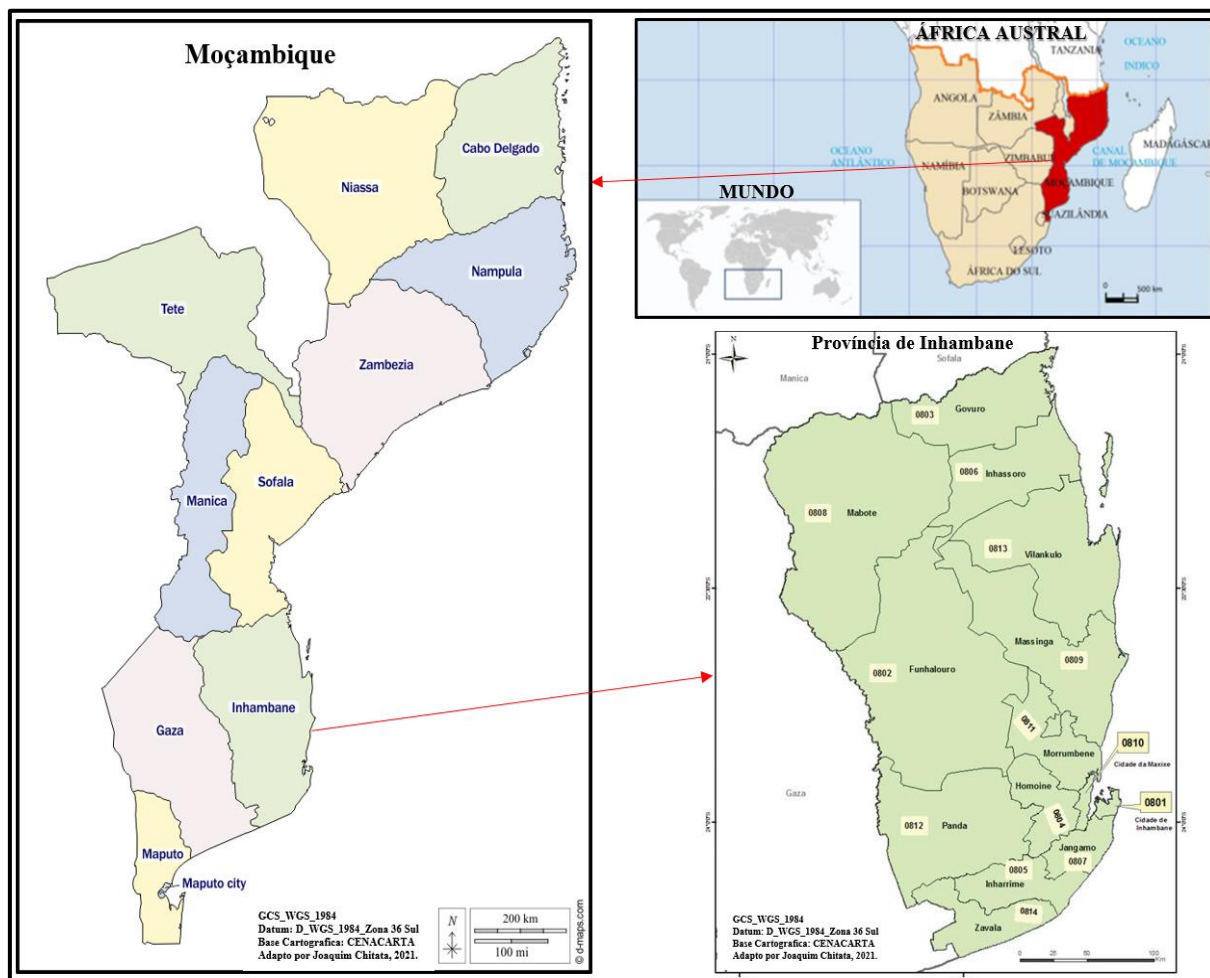 Moçambique
Cabo Delgado
Niassa
Nampula
Tete
Zambezia
Manica
Sofala
Inhambane
Gaza
Maputo
Maputo city
GCS_WGS_1984
Datum: D_WGS_1984_Zona 36 Sul
Base Cartografica: CENACARTA
Adapto por Joaquim Chitata, 2021.
N
200 km
100 mi
© d-maps.com
ÁFRICA AUSTRAL
TANZANIA
OCEANO
INDICO
ANGOLA
ZÂMBIA
MADAGÁSCAR
OCEANO
ANTLÂNTICO
ZIMBABUE
CANAL
DE MOÇAMBIQUE
NAMÍBIA
BOTSWANA
MOÇAMBIQUE
UAZILÂNDIA
LESOTO
ÁFRICA DO SUL
0
500 km
MUNDO
Província de Inhambane
Sofala
Manica
0803
Govuro
0806
Inhassoro
0808
Mabote
0813
Vilankulo
Massinga
0809
0802
Funhalouro
0811
Morrumbene
0810
Cidade da Maxixe
Homoine
0801
Cidade de
Inhambane
Gaza
0812
Panda
0804
Jangamo
0807
0805
Inharrime
0814
Zavala
GCS_WGS_1984
Datum: D_WGS_1984_Zona 36 Sul
Base Cartografica: CENACARTA
Adapto por Joaquim Chitata, 2021.
0 25 50 100
Km